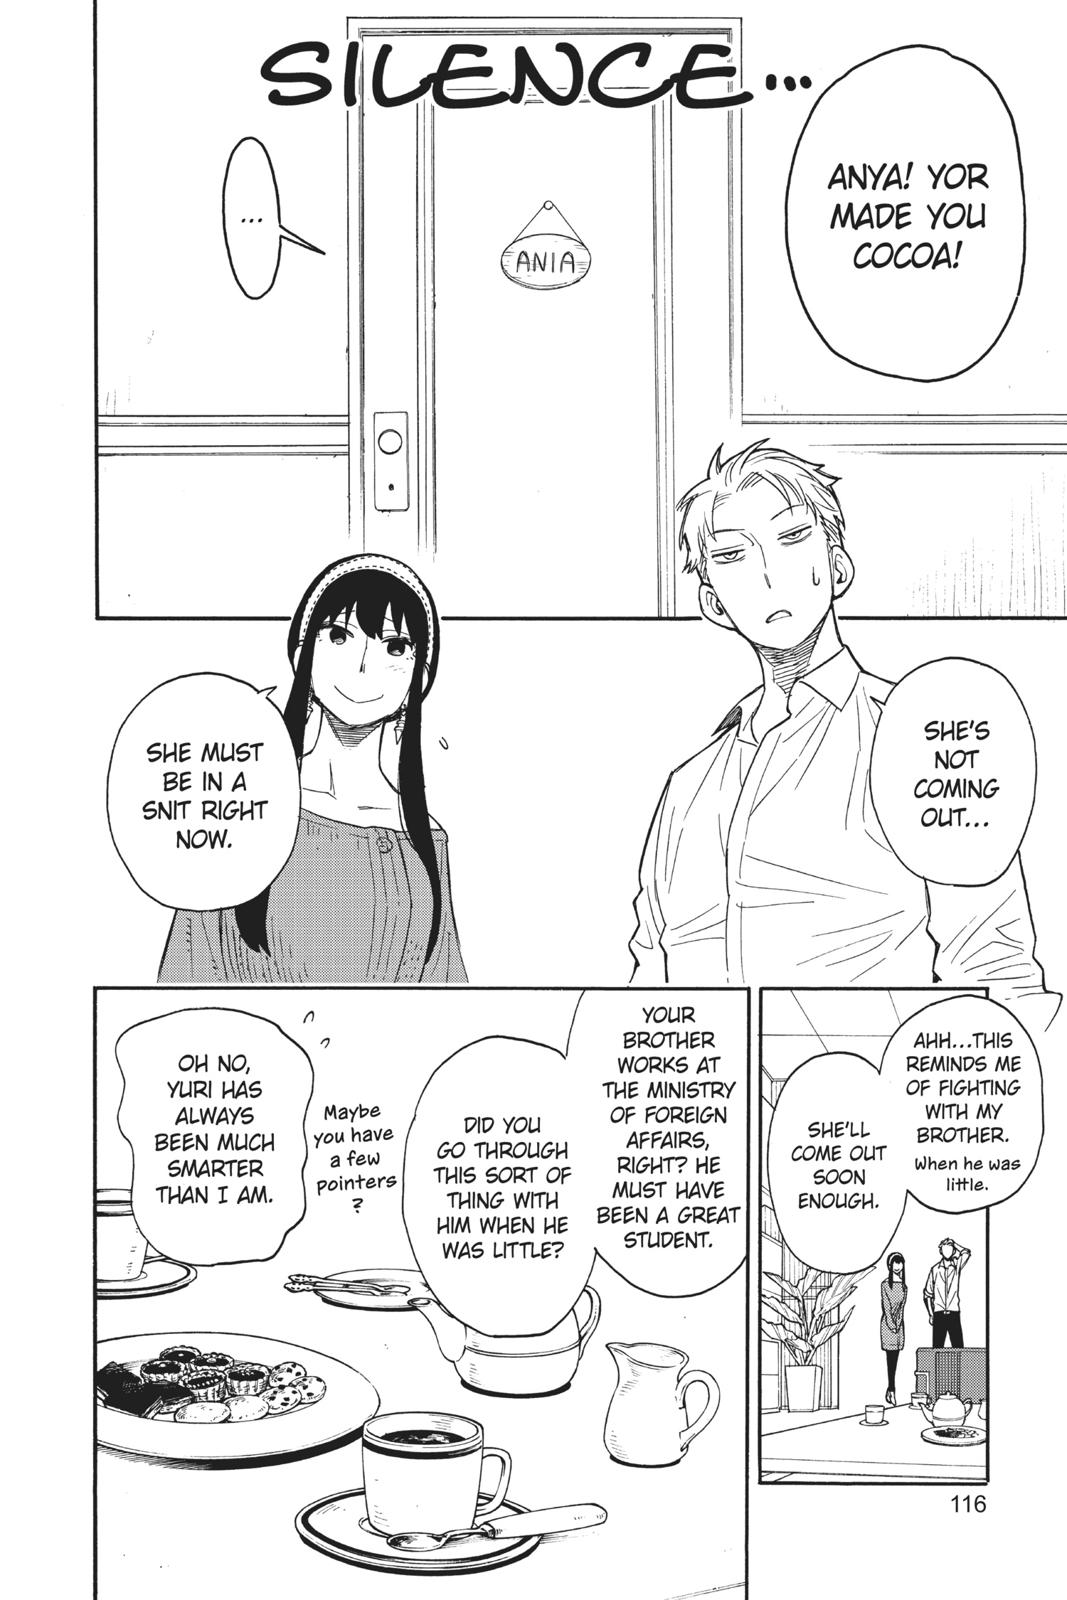 SILENCE...
ANYA! YOR
MADE YOU
COCOA!
...
ANIA
SHE'S
NOT
COMING
OUT...
SHE MUST
BE IN A
SNIT RIGHT
NOW.
AHH...THIS
REMINDS ME
OF FIGHTING
WITH MY
BROTHER.
When he was
little.
SHE'LL
COME OUT
SOON
ENOUGH.
YOUR
BROTHER
WORKS AT
THE MINISTRY
OF FOREIGN
AFFAIRS,
RIGHT? HE
MUST HAVE
BEEN A GREAT
STUDENT.
DID YOU
GO THROUGH
THIS SORT OF
THING WITH
HIM WHEN HE
WAS LITTLE?
Maybe
you have
a few
pointers
?
OH NO,
YURI HAS
ALWAYS
BEEN MUCH
SMARTER
THAN I AM.
116